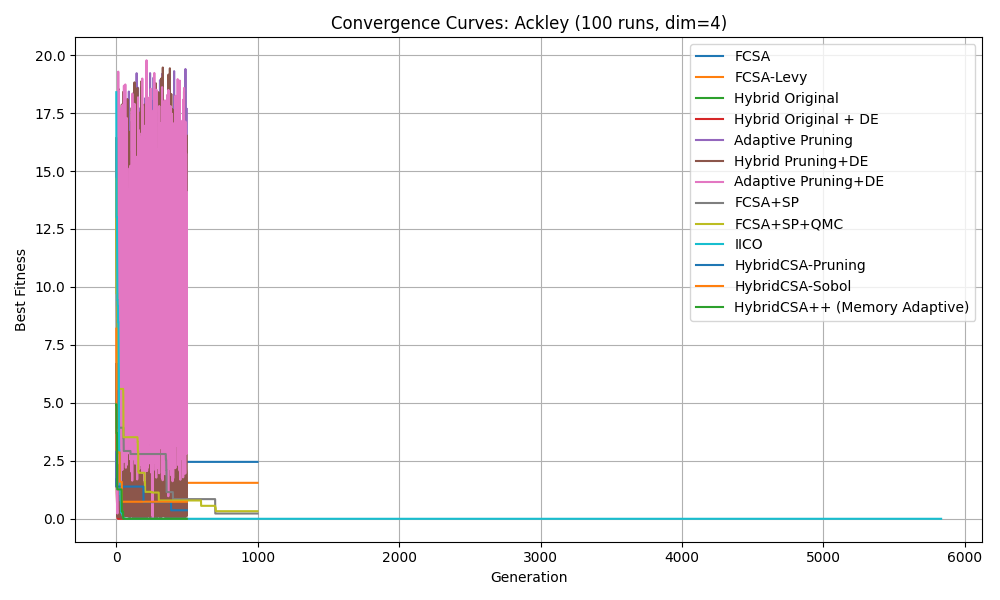 Convergence Curves: Ackley (100 runs, dim=4)
Best Fitness
20.0
17.5
15.0
12.5
10.0
7.5
5.0
2.5
0.0
FCSA
FCSA-Levy
Hybrid Original
Hybrid Original + DE
Adaptive Pruning
Hybrid Pruning+DE
Adaptive Pruning+DE
FCSA+SP
FCSA+SP+QMC
IICO
HybridCSA-Pruning
HybridCSA-Sobol
HybridCSA++ (Memory Adaptive)
0 1000 2000 3000 4000 5000 6000
Generation